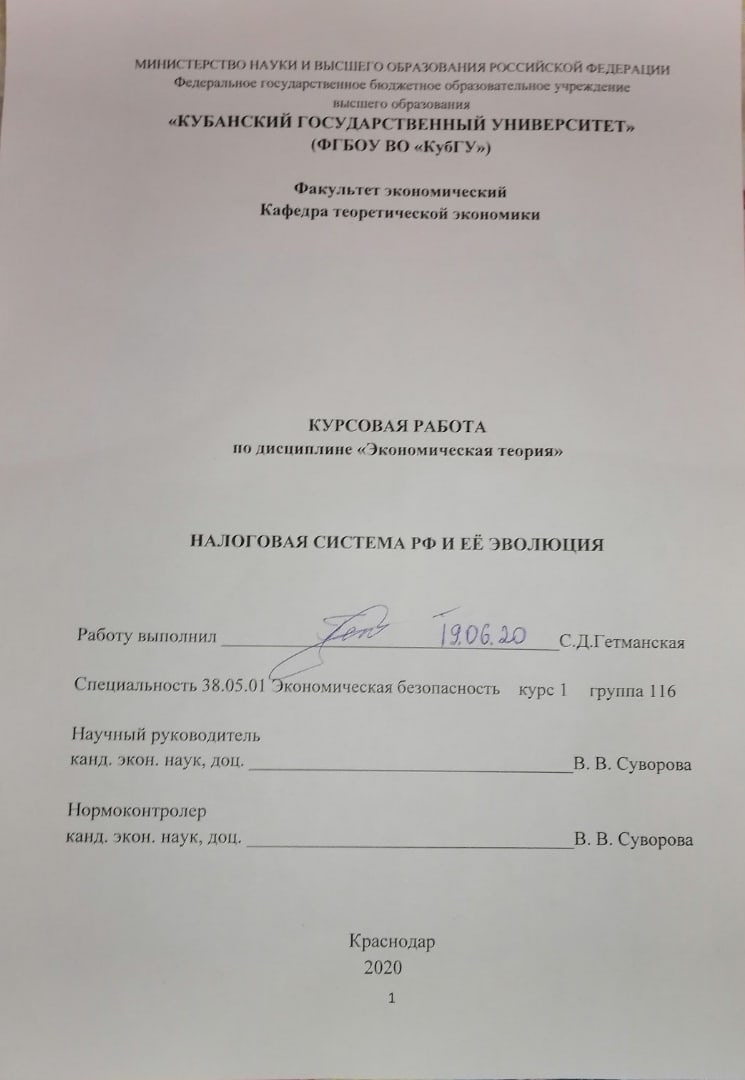 МИНИСТЕРСТВО НАУКИ И ВЫСШЕГО ОБРАЗОВАНИЯ РОССИЙСКОЙ ФЕДЕРАЦИИ
Федеральное государственное бюджетное образовательное учреждение
высшего образования
«КУБАНСКИЙ ГОСУДАРСТВЕННЫЙ УНИВЕРСИТЕТ»
(ФГБОУ ВО «КубГУ»)
Факультет экономический
Кафедра теоретической экономики
КУРСОВАЯ РАБОТА
по дисциплине «Экономическая теория»
НАЛОГОВАЯ СИСТЕМА РФ И ЕЁ ЭВОЛЮЦИЯ
Работу выполнил 19.06.20 С.Д.Гетманская
Специальность 38.05.01 Экономическая безопасность курс 1 группа 116
Научный руководитель
канд. экон. наук, доц. В. В. Суворова
Нормоконтролер
канд. экон. наук, доц. В. В. Суворова
Краснодар
2020
1